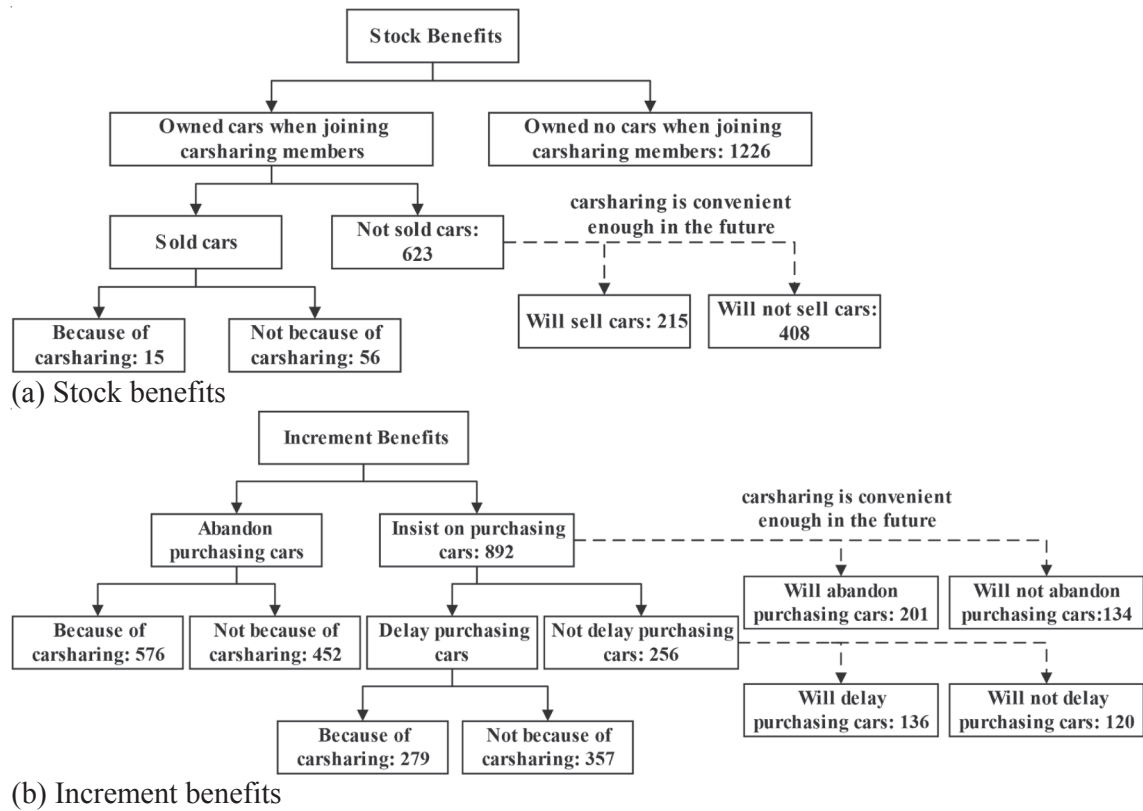 Stock Benefits
Owned cars when joining
carsharing members
Owned no cars when joining
carsharing members: 1226
Sold cars
Not sold cars:
623
carsharing is convenient
enough in the future
Because of
carsharing: 15
Not because of
carsharing: 56
Will sell cars: 215
Will not sell cars:
408
(a) Stock benefits
Increment Benefits
Abandon
purchasing cars
Insist on purchasing
cars: 892
carsharing is convenient
enough in the future
Will abandon
purchasing cars: 201
Will not abandon
purchasing cars:134
Because of
carsharing: 576
Not because of
carsharing: 452
Delay purchasing
cars
Not delay purchasing
cars: 256
Will delay
purchasing cars: 136
Will not delay
purchasing cars: 120
Because of
carsharing: 279
Not because of
carsharing: 357
(b) Increment benefits